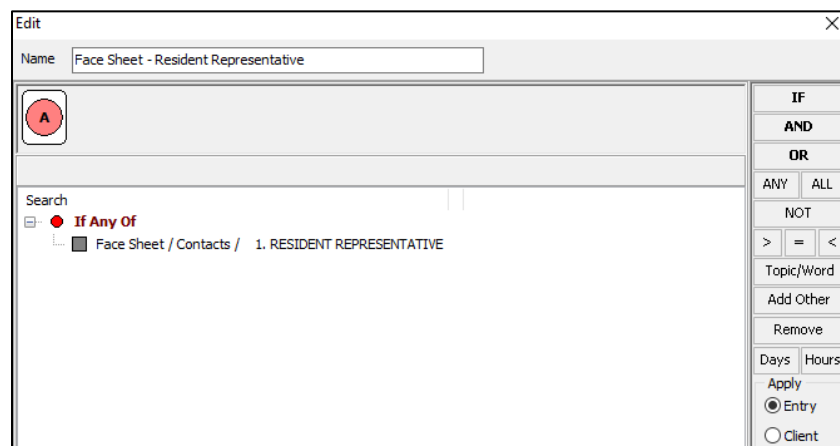 Edit
Name Face Sheet - Resident Representative
A
Search
If Any Of
Face Sheet / Contacts / 1. RESIDENT REPRESENTATIVE
IF
AND
OR
ANY ALL
NOT
> = <
Topic/Word
Add Other
Remove
Days Hours
Apply
Entry
Client